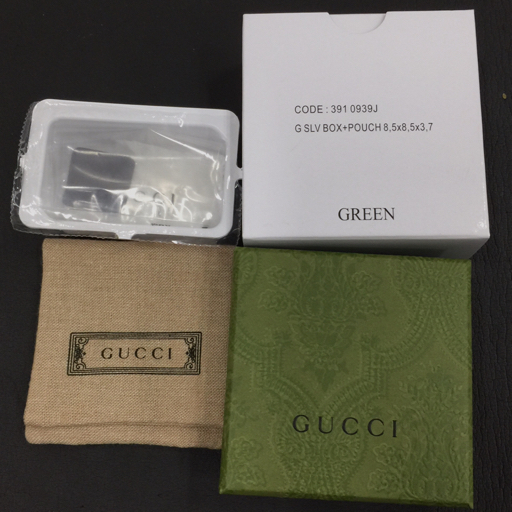 CODE : 391 0939J
G SLV BOX+POUCH 8,5x8,5x3,7
GREEN
GUCCI
GUCCI